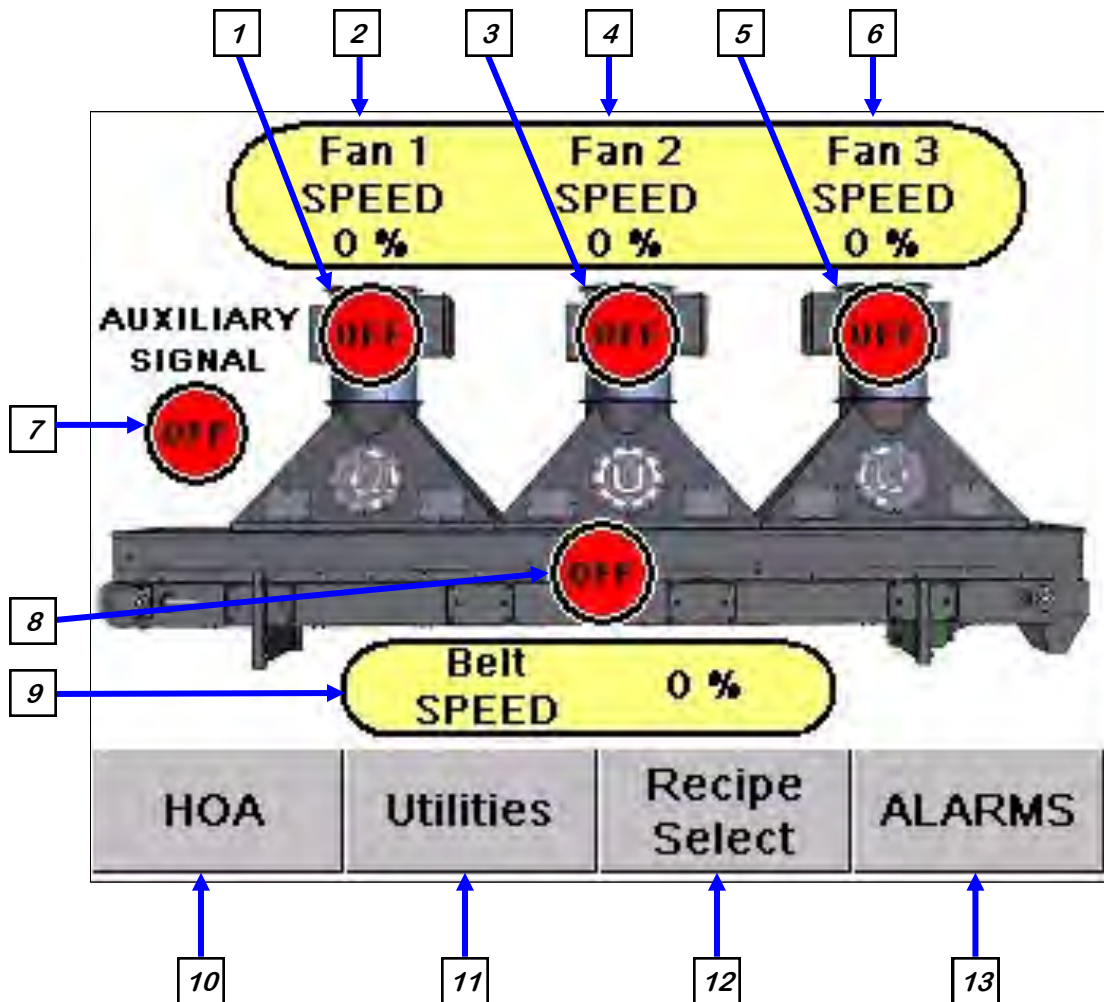 1 2 3 4 5 6
Fan 1 Fan 2 Fan 3
SPEED SPEED SPEED
0 % 0 % 0 %
OFF OFF OFF
AUXILIARY
SIGNAL
7 OFF
U U U
OFF
8
Belt
SPEED 0 %
9
HOA Utilities Recipe Select ALARMS
10 11 12 13